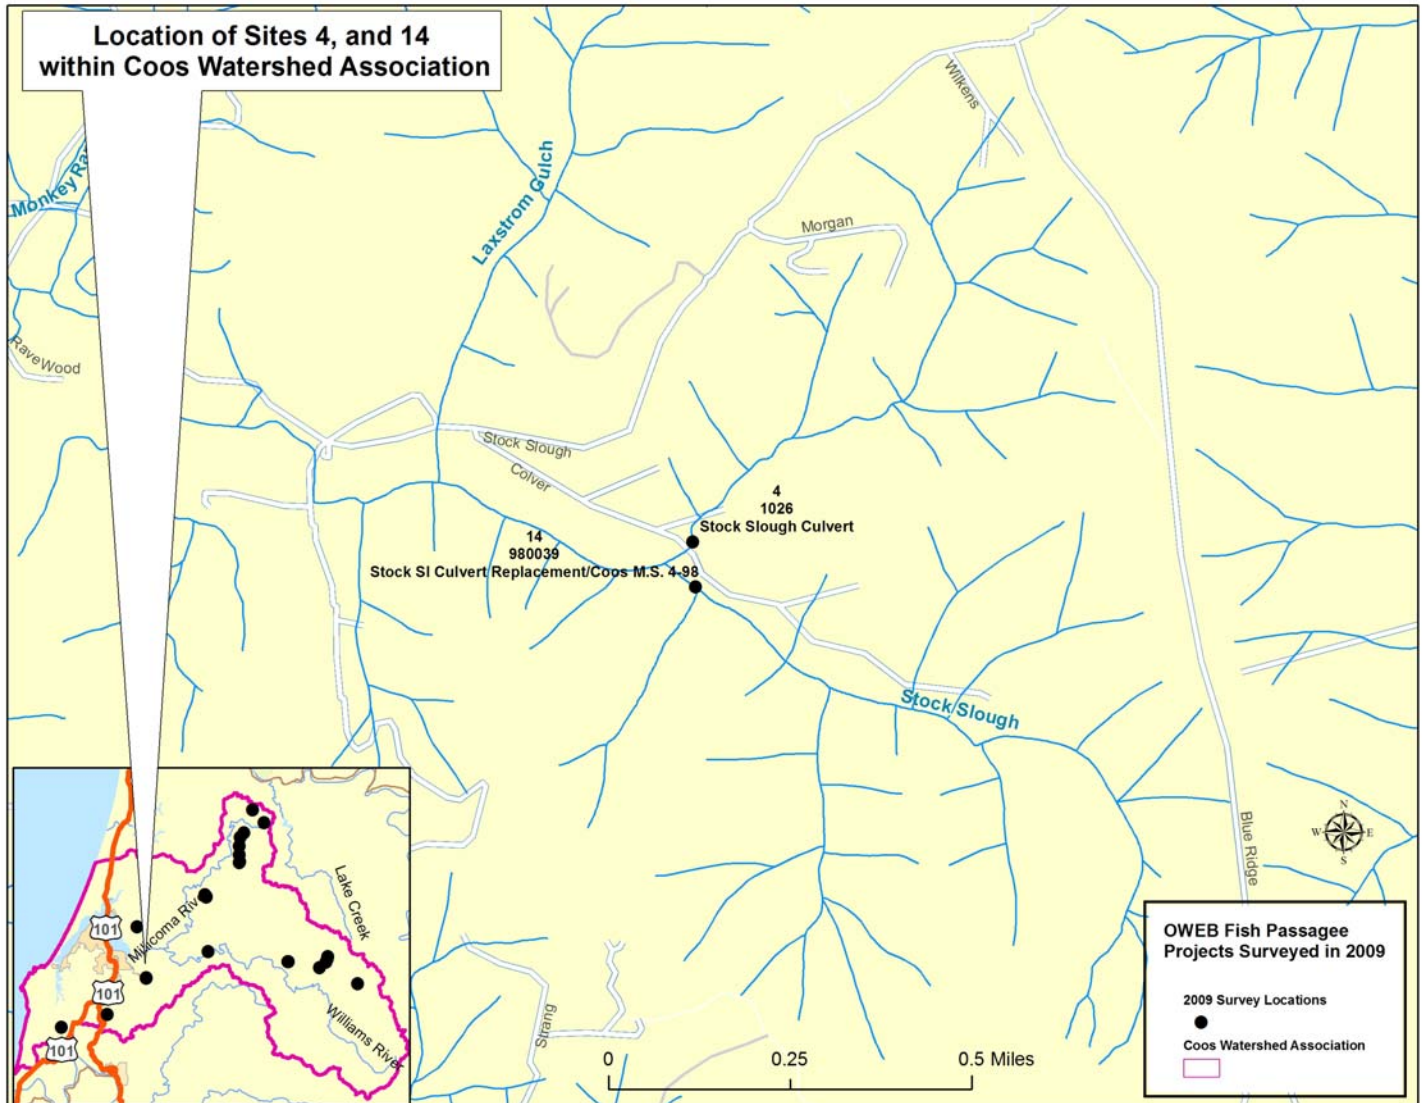 Location of Sites 4, and 14
within Coos Watershed Association
Wilkens
Laxstrom Gulch
Morgan
RaveWood
Stock Slough
Colver
4
1026
Stock Slough Culvert
14
980039
Stock Sl Culvert Replacement/Coos M.S. 4-98
Stock Slough
Blue Ridge
Strang
Monkey
Lake Creek
101
101
101
Williams River
N
W
E
S
0
0.25
0.5 Miles
OWEB Fish Passagee
Projects Surveyed in 2009
2009 Survey Locations
Coos Watershed Association